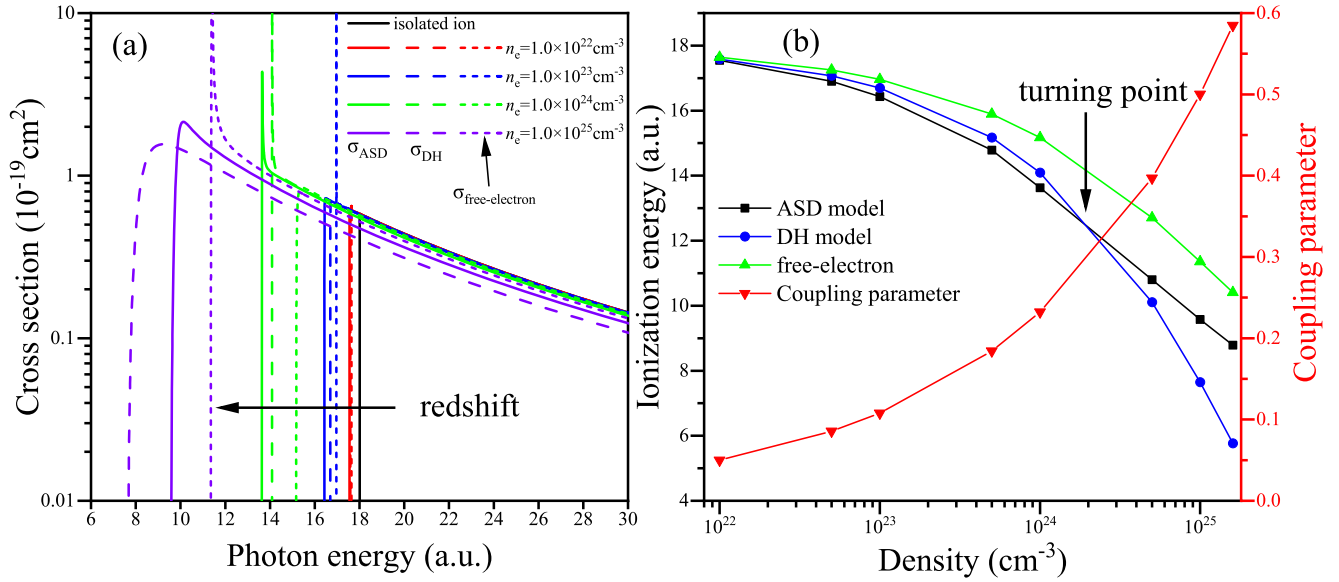 (a)
isolated ion
nₑ=1.0×10²²cm⁻³
nₑ=1.0×10²³cm⁻³
nₑ=1.0×10²⁴cm⁻³
nₑ=1.0×10²⁵cm⁻³
σASD σDH
σfree-electron
redshift
10
1
0.1
0.01
Cross section (10⁻¹⁹cm²)
6 8 10 12 14 16 18 20 22 24 26 28 30
Photon energy (a.u.)
(b)
turning point
ASD model
DH model
free-electron
Coupling parameter
18
16
14
12
10
8
6
4
Ionization energy (a.u.)
10²² 10²³ 10²⁴ 10²⁵
Density (cm⁻³)
0.6
0.5
0.4
0.3
0.2
0.1
0.0
Coupling parameter